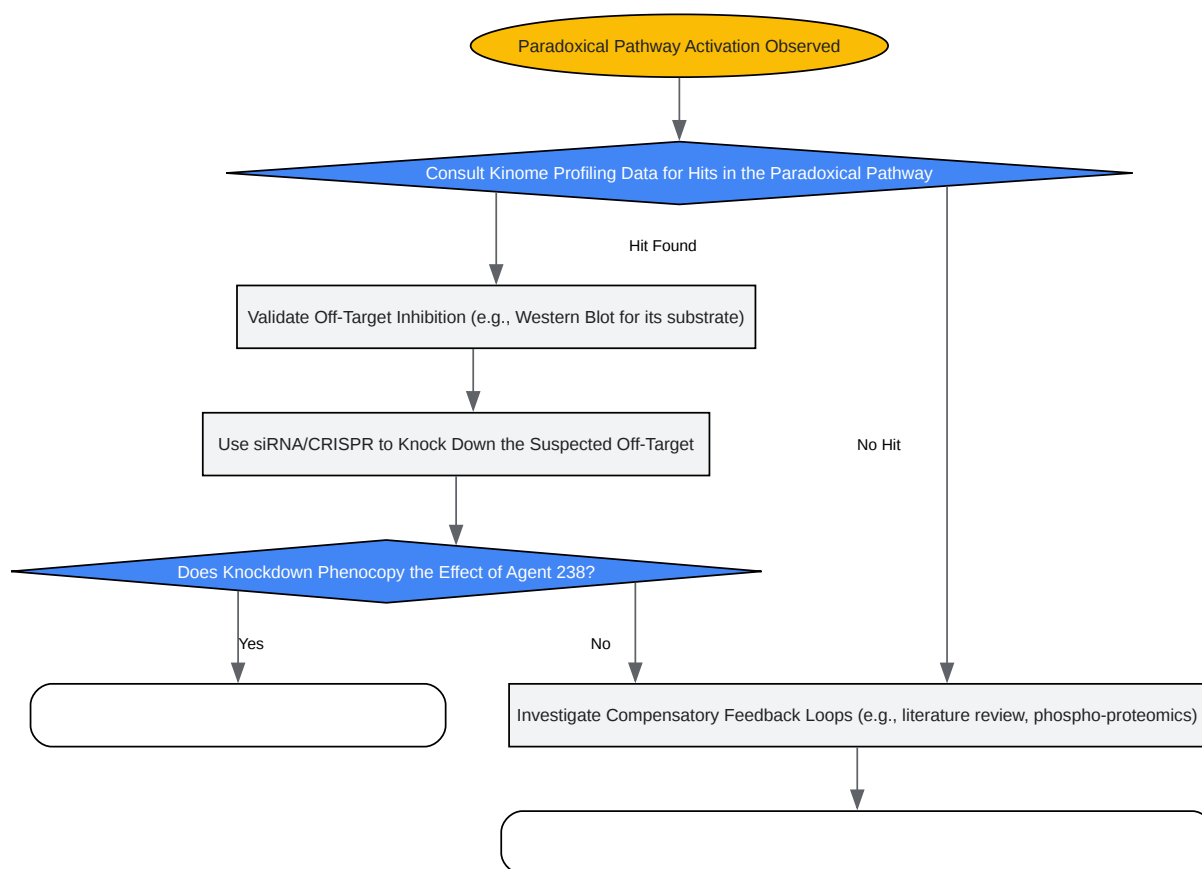 Paradoxical Pathway Activation Observed
Consult Kinome Profiling Data for Hits in the Paradoxical Pathway
Hit Found
Validate Off-Target Inhibition (e.g., Western Blot for its substrate)
Use siRNA/CRISPR to Knock Down the Suspected Off-Target
No Hit
Does Knockdown Phenocopy the Effect of Agent 238?
Yes
No
Investigate Compensatory Feedback Loops (e.g., literature review, phospho-proteomics)